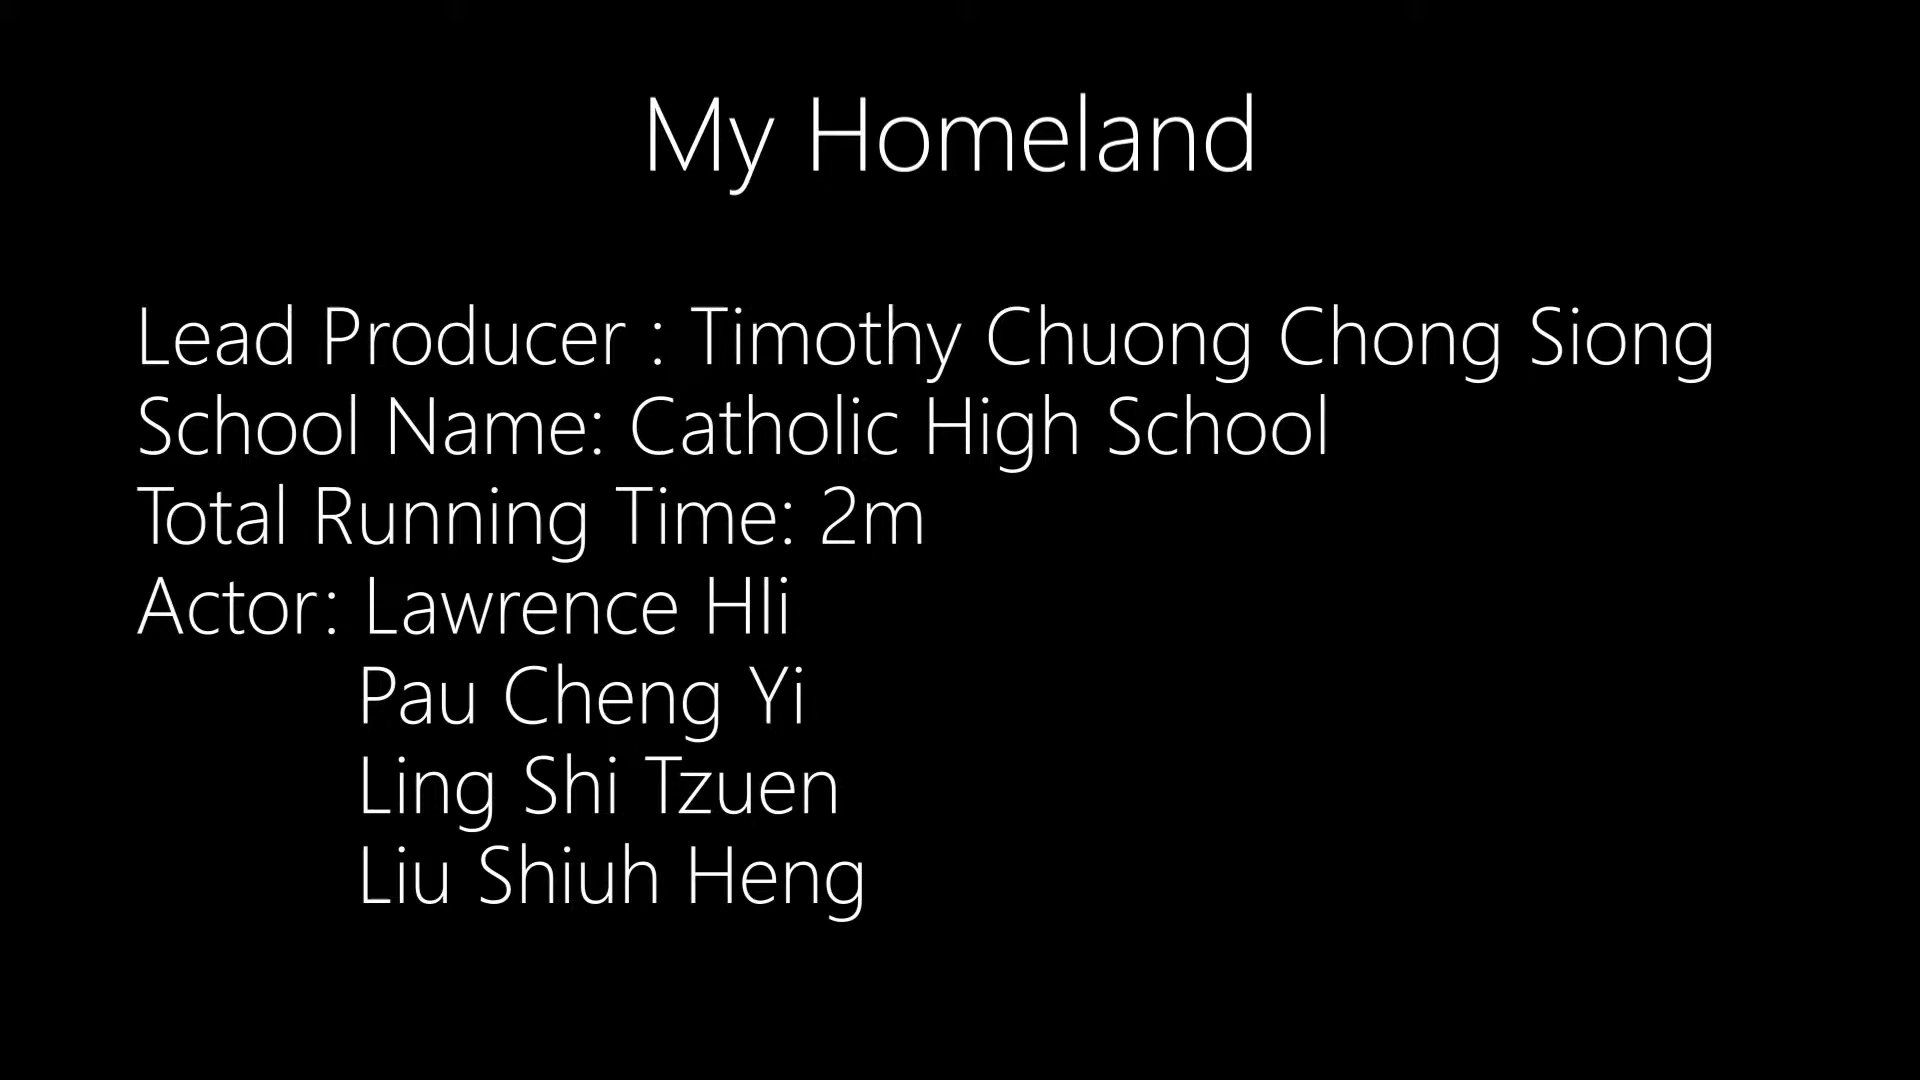 My Homeland
Lead Producer : Timothy Chuong Chong Siong
School Name: Catholic High School
Total Running Time: 2m
Actor: Lawrence HIi
Pau Cheng Yi
Ling Shi Tzuen
Liu Shiuh Heng